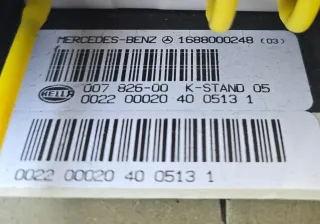 MERCEDES-BENZ 1688000248 (03)
HELLA 007 826-00 K-STAND 05
0022 00020 40 0513 1
0022 00020 40 0513 1